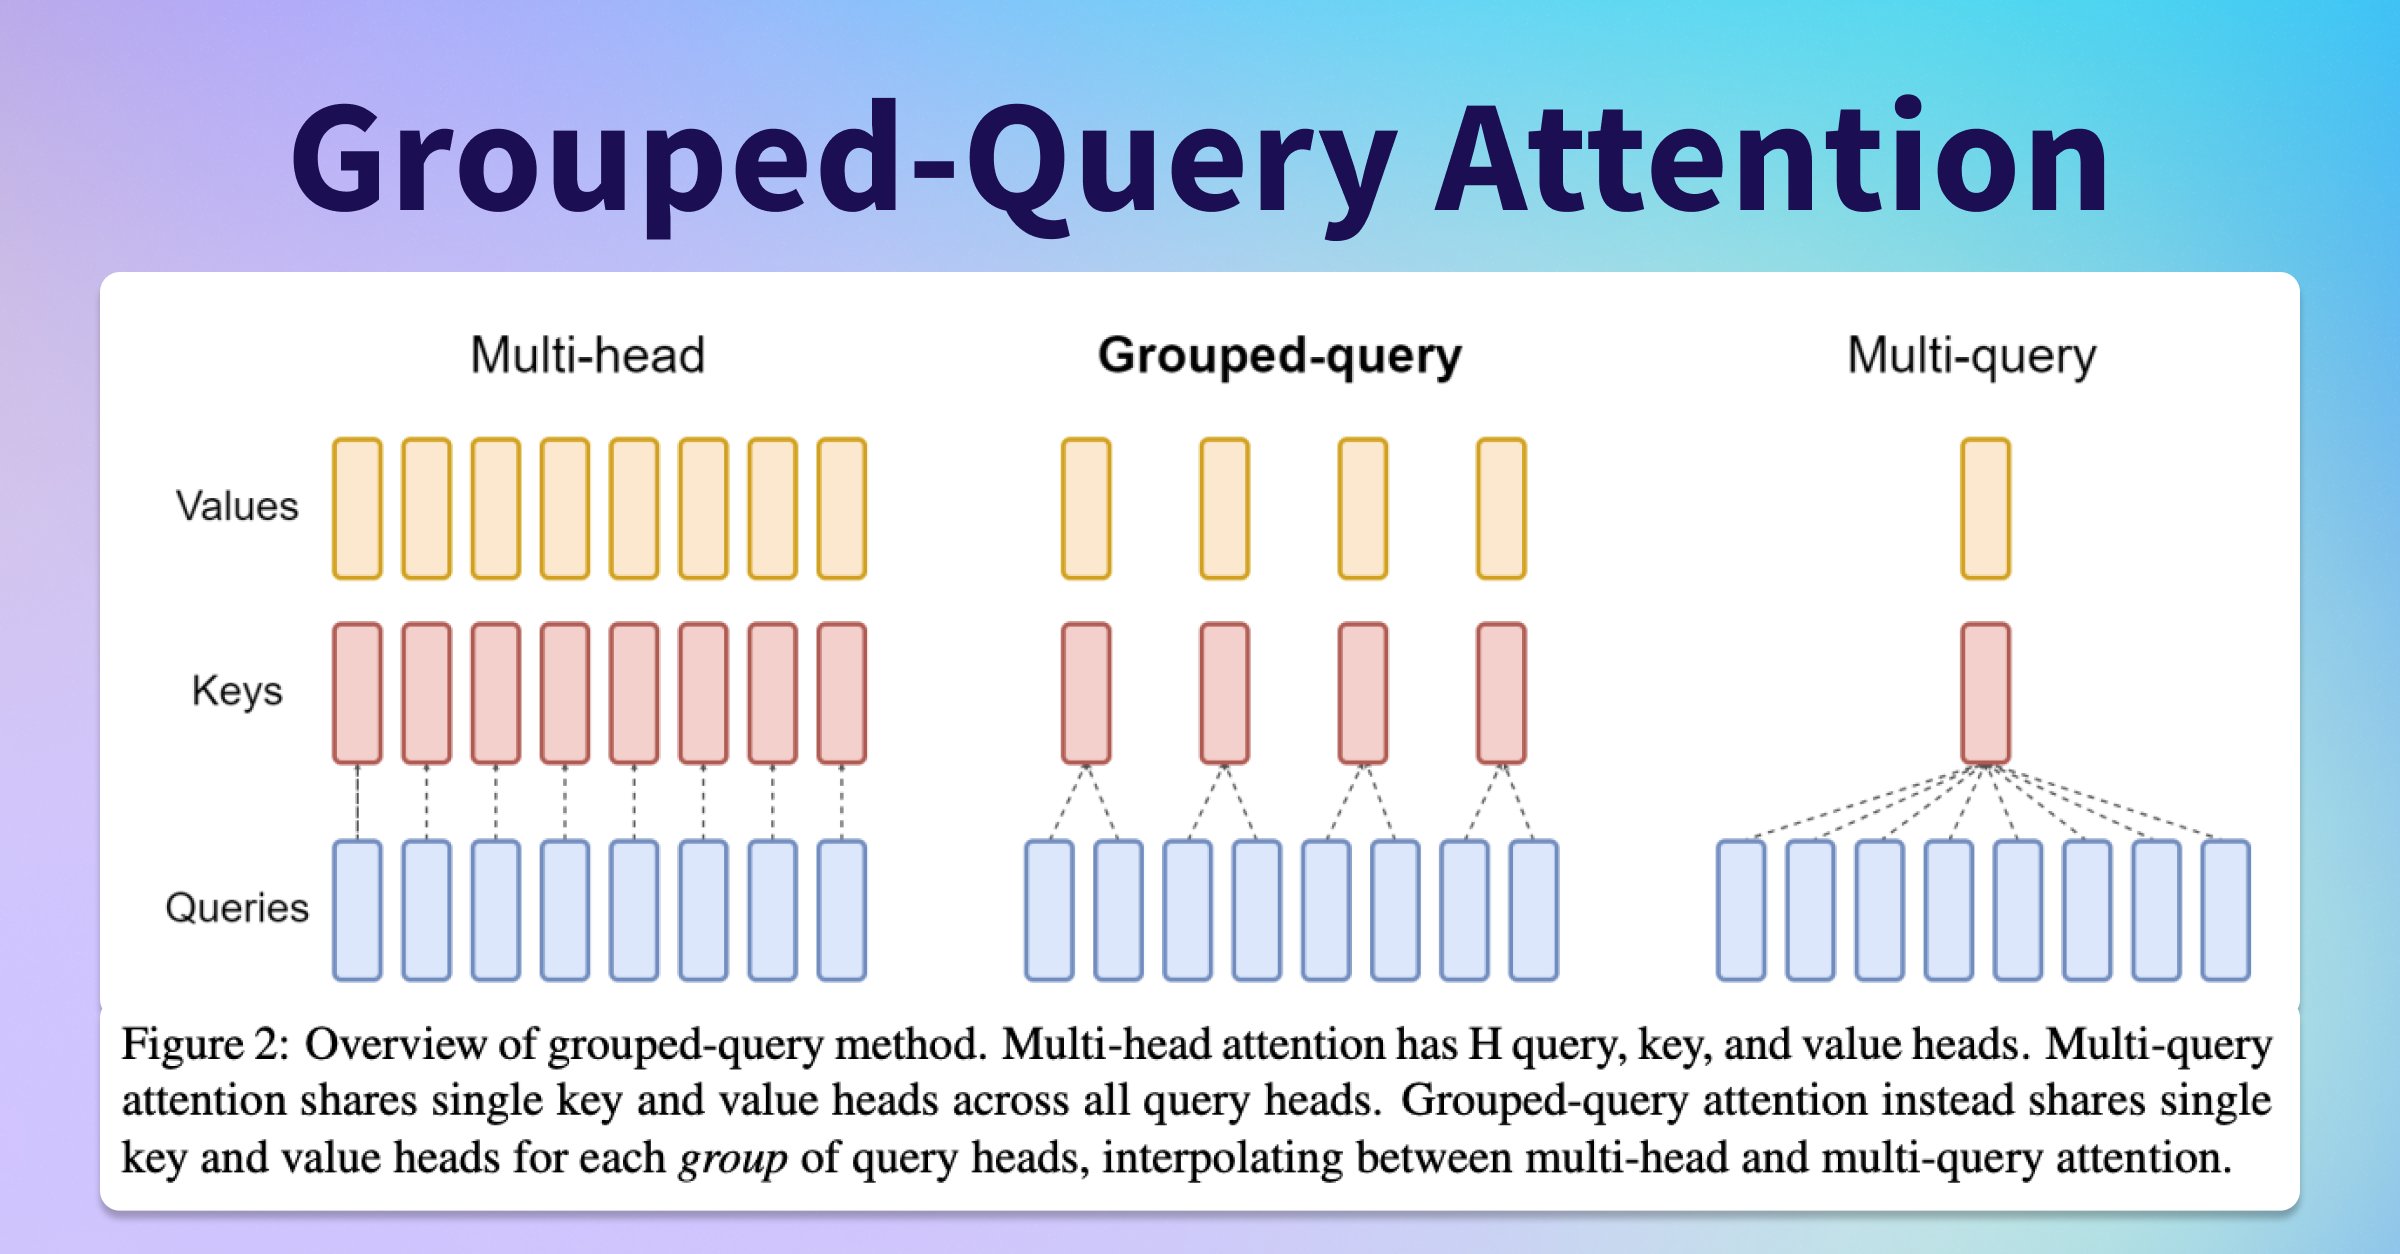 Grouped-Query Attention
Multi-head
Grouped-query
Multi-query
Values
Keys
Queries
Figure 2: Overview of grouped-query method. Multi-head attention has H query, key, and value heads. Multi-query
attention shares single key and value heads across all query heads. Grouped-query attention instead shares single
key and value heads for each group of query heads, interpolating between multi-head and multi-query attention.